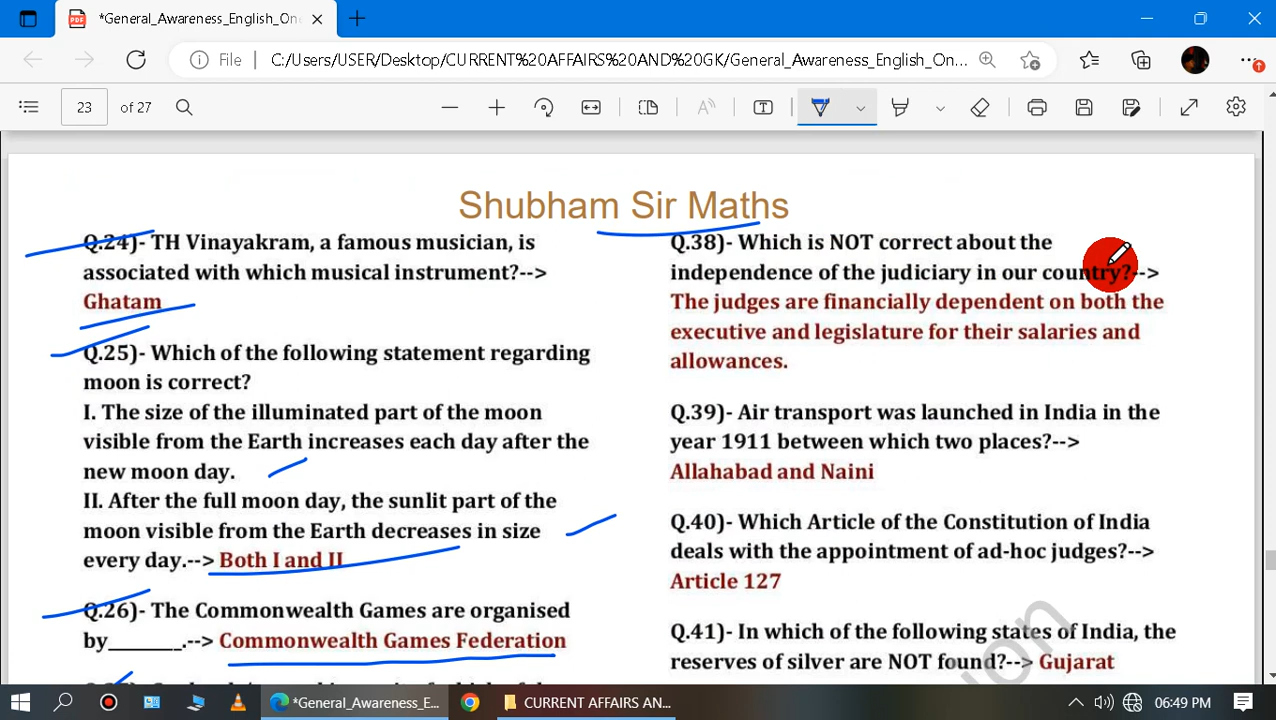 *General_Awareness_English_On
File C:/Users/USER/Desktop/CURRENT%20AFFAIRS%20AND%20GK/General_Awareness_English_On...
23 of 27
Shubham Sir Maths
Q.24)- TH Vinayakram, a famous musician, is
associated with which musical instrument?-->
Ghatam
Q.25)- Which of the following statement regarding
moon is correct?
I. The size of the illuminated part of the moon
visible from the Earth increases each day after the
new moon day.
II. After the full moon day, the sunlit part of the
moon visible from the Earth decreases in size
every day.--> Both I and II
Q.26)- The Commonwealth Games are organised
by________.--> Commonwealth Games Federation
Q.38)- Which is NOT correct about the
independence of the judiciary in our country?-->
The judges are financially dependent on both the
executive and legislature for their salaries and
allowances.
Q.39)- Air transport was launched in India in the
year 1911 between which two places?-->
Allahabad and Naini
Q.40)- Which Article of the Constitution of India
deals with the appointment of ad-hoc judges?-->
Article 127
Q.41)- In which of the following states of India, the
reserves of silver are NOT found?--> Gujarat
*General_Awareness_E...
CURRENT AFFAIRS AN...
06:49 PM